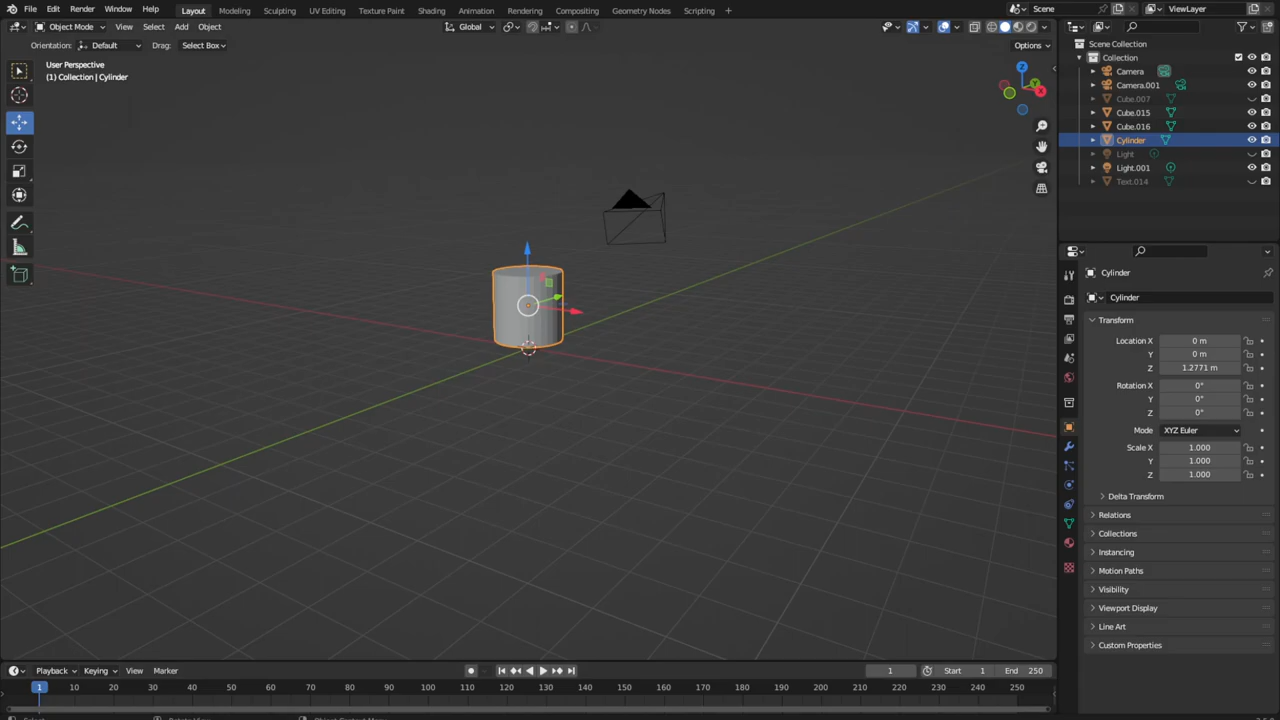 File Edit Render Window Help Layout Modeling Sculpting UV Editing Texture Paint Shading Animation Rendering Compositing Geometry Nodes Scripting + Scene ViewLayer
Object Mode View Select Add Object Global
Orientation: Default Drag: Select Box Options
User Perspective
(1) Collection | Cylinder
Z
Y
X
Scene Collection
Collection
Camera
Camera.001
Cube.007
Cube.015
Cube.016
Cylinder
Light
Light.001
Text.014
Cylinder
Cylinder
Transform
Location X 0 m
Y 0 m
Z 1.2771 m
Rotation X 0°
Y 0°
Z 0°
Mode XYZ Euler
Scale X 1.000
Y 1.000
Z 1.000
Delta Transform
Relations
Collections
Instancing
Motion Paths
Visibility
Viewport Display
Line Art
Custom Properties
Playback Keying View Marker 1 Start 1 End 250
1 10 20 30 40 50 60 70 80 90 100 110 120 130 140 150 160 170 180 190 200 210 220 230 240 250